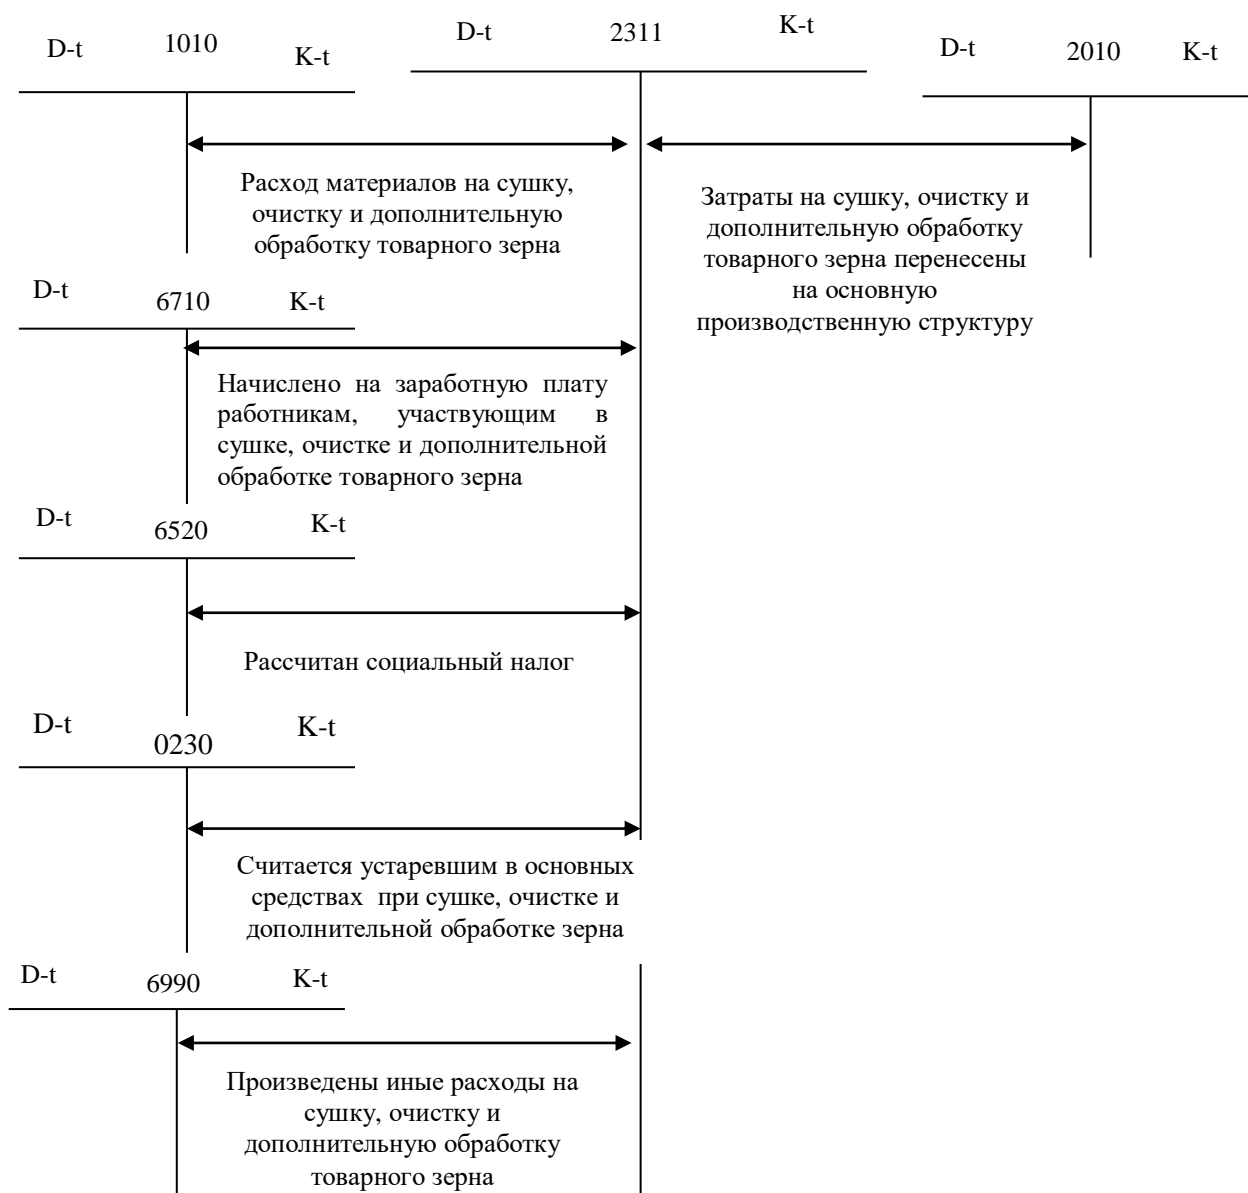 D-t 1010 K-t
D-t 2311 K-t
D-t 2010 K-t
Расход материалов на сушку,
очистку и дополнительную
обработку товарного зерна
Затраты на сушку, очистку и
дополнительную обработку
товарного зерна перенесены
на основную
производственную структуру
D-t 6710 K-t
Начислено на заработную плату
работникам, участвующим в
сушке, очистке и дополнительной
обработке товарного зерна
D-t 6520 K-t
Рассчитан социальный налог
D-t 0230 K-t
Считается устаревшим в основных
средствах при сушке, очистке и
дополнительной обработке зерна
D-t 6990 K-t
Произведены иные расходы на
сушку, очистку и
дополнительную обработку
товарного зерна